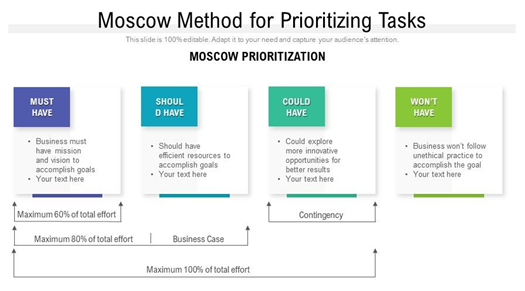 Moscow Method for Prioritizing Tasks
This slide is 100% editable. Adapt it to your need and capture your audience's attention.
MOSCOW PRIORITIZATION
MUST
HAVE
• Business must
have mission
and vision to
accomplish goals
• Your text here
SHOUL
D HAVE
• Should have
efficient resources to
accomplish goals
• Your text here
COULD
HAVE
• Could explore
more innovative
opportunities for
better results
• Your text here
WON'T
HAVE
• Business won't follow
unethical practice to
accomplish the goal
• Your text here
Maximum 60% of total effort
Contingency
Maximum 80% of total effort
Business Case
Maximum 100% of total effort